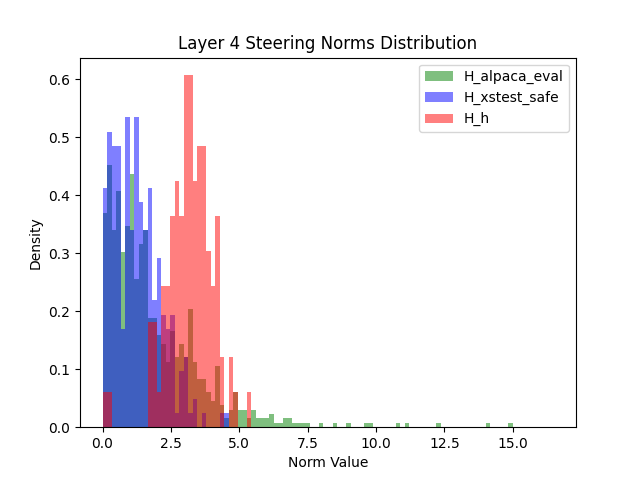 Layer 4 Steering Norms Distribution
H_alpaca_eval
H_xstest_safe
H_h
Density
0.6
0.5
0.4
0.3
0.2
0.1
0.0
0.0 2.5 5.0 7.5 10.0 12.5 15.0
Norm Value